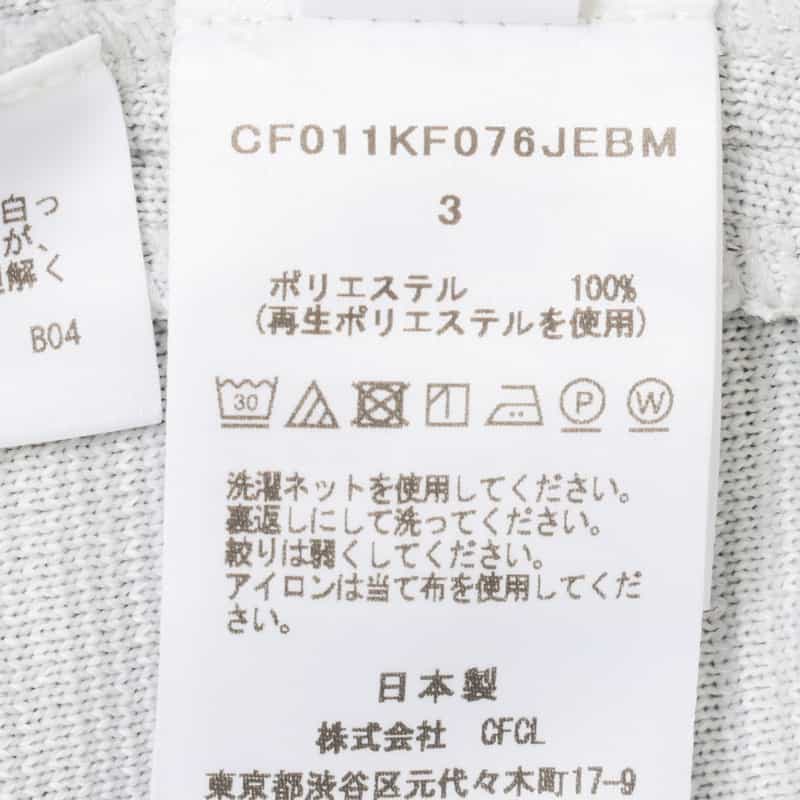 白っ
が、
解く
B04
CF011KF076JEBM
3
ポリエステル 100%
(再生ポリエステルを使用)
30 P W
洗濯ネットを使用してください。
裏返しにして洗ってください。
絞りは弱くしてください。
アイロンは当て布を使用してくだ
さい。
日本製
株式会社 CFCL
東京都渋谷区元代々木町17-9